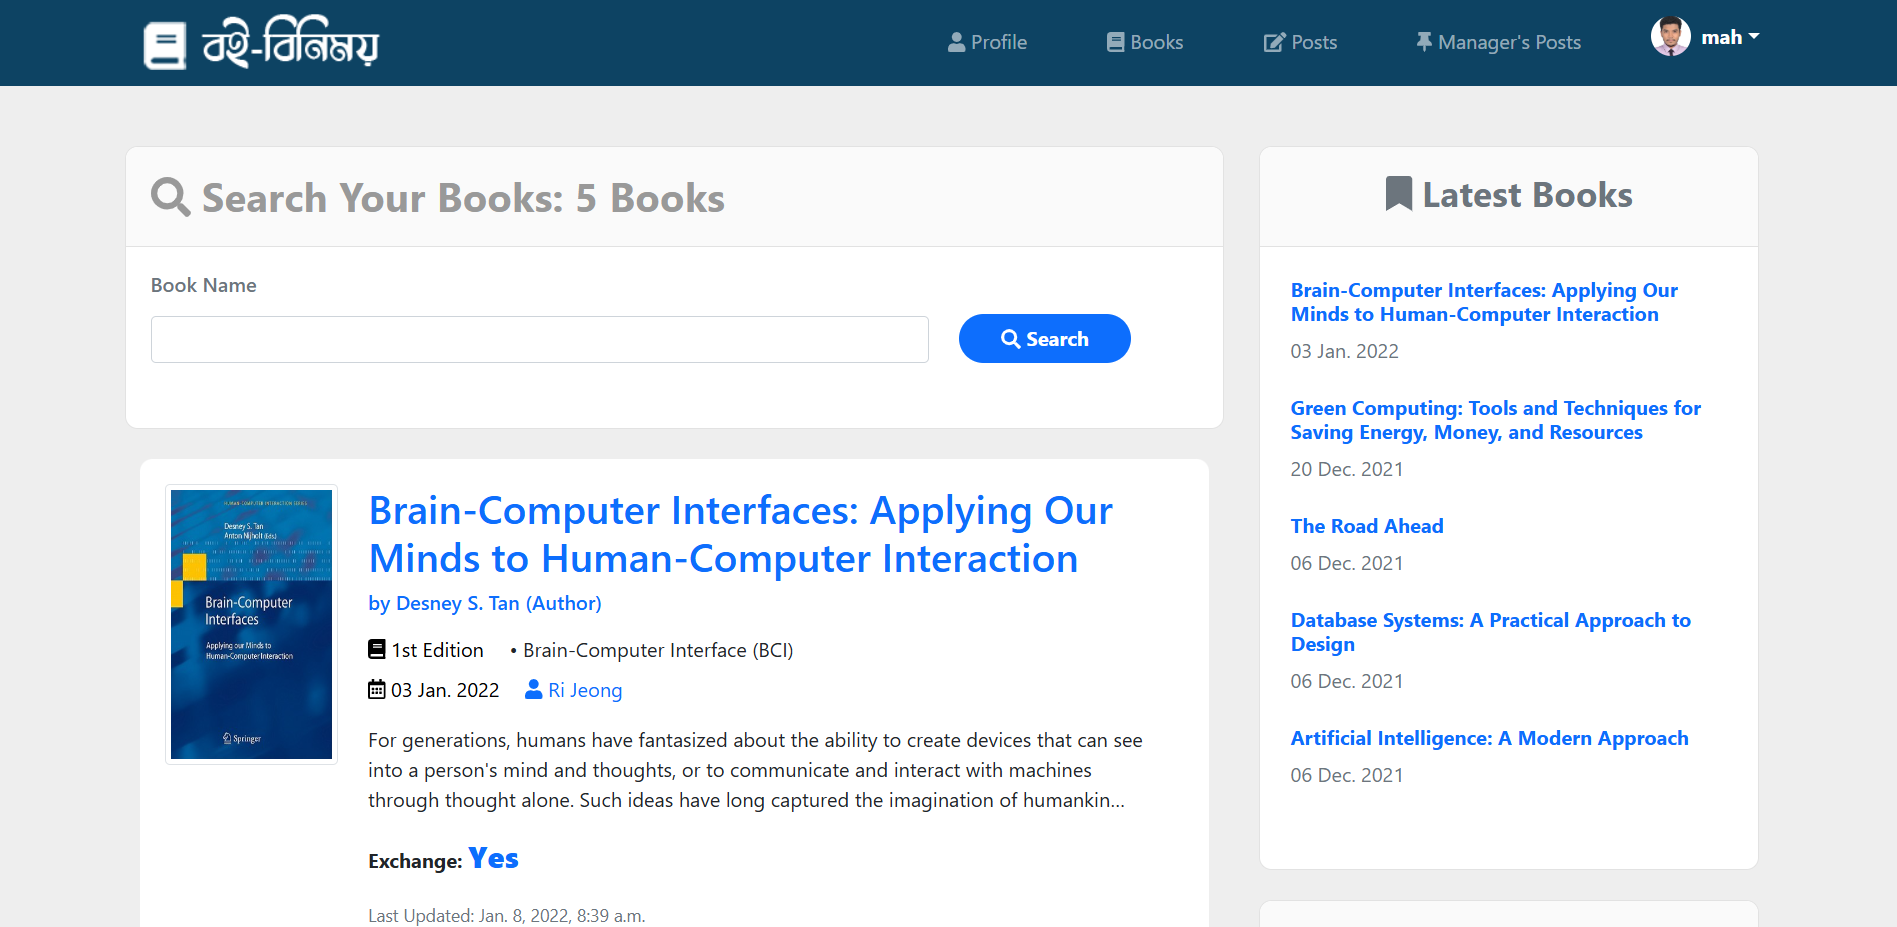 বই-বিনিময়
Profile
Books
Posts
Manager's Posts
mah
Search Your Books: 5 Books
Book Name
Search
HUMAN-COMPUTER INTERACTION SERIES
Desney S. Tan
Anton Nijholt (Eds.)
Brain-Computer
Interfaces
Applying our Minds to
Human-Computer Interaction
Springer
Brain-Computer Interfaces: Applying Our
Minds to Human-Computer Interaction
by Desney S. Tan (Author)
1st Edition • Brain-Computer Interface (BCI)
03 Jan. 2022 Ri Jeong
For generations, humans have fantasized about the ability to create devices that can see
into a person's mind and thoughts, or to communicate and interact with machines
through thought alone. Such ideas have long captured the imagination of humankin...
Exchange: Yes
Last Updated: Jan. 8, 2022, 8:39 a.m.
Latest Books
Brain-Computer Interfaces: Applying Our
Minds to Human-Computer Interaction
03 Jan. 2022
Green Computing: Tools and Techniques for
Saving Energy, Money, and Resources
20 Dec. 2021
The Road Ahead
06 Dec. 2021
Database Systems: A Practical Approach to
Design
06 Dec. 2021
Artificial Intelligence: A Modern Approach
06 Dec. 2021